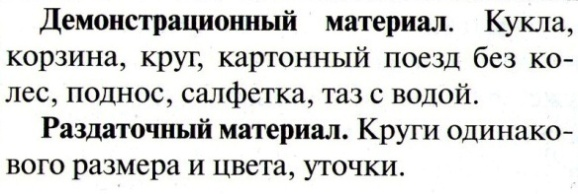 Демонстрационный материал. Кукла,
корзина, круг, картонный поезд без ко-
лес, поднос, салфетка, таз с водой.
Раздаточный материал. Круги одинако-
вого размера и цвета, уточки.